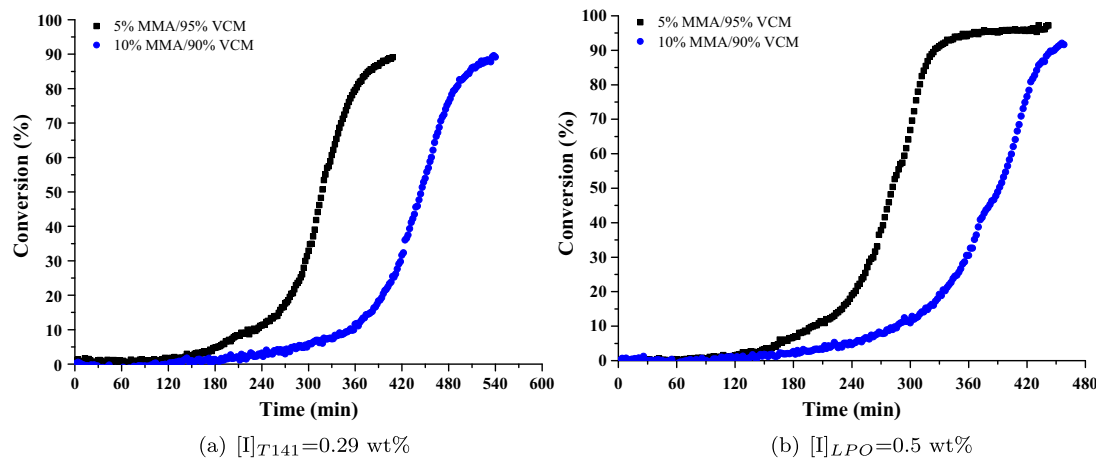 5% MMA/95% VCM
10% MMA/90% VCM
Conversion (%)
100
90
80
70
60
50
40
30
20
10
0
0 60 120 180 240 300 360 420 480 540 600
Time (min)
(a) [I]T141=0.29 wt%
5% MMA/95% VCM
10% MMA/90% VCM
Conversion (%)
100
90
80
70
60
50
40
30
20
10
0
0 60 120 180 240 300 360 420 480
Time (min)
(b) [I]LPO=0.5 wt%